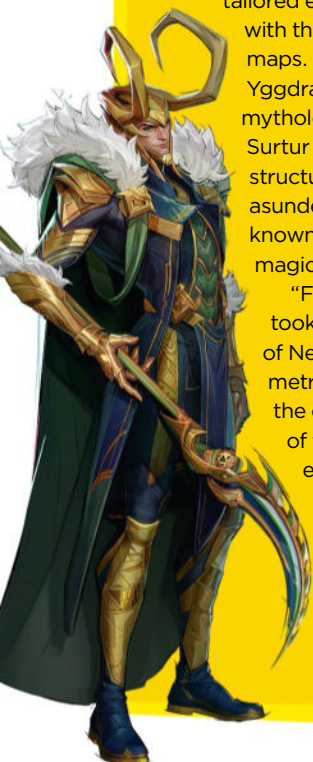 tailored e
with th
maps.
Yggdra
mytholo
Surtur
structu
asunde
known
magic
"F
took
of Ne
metr
the c
of
e